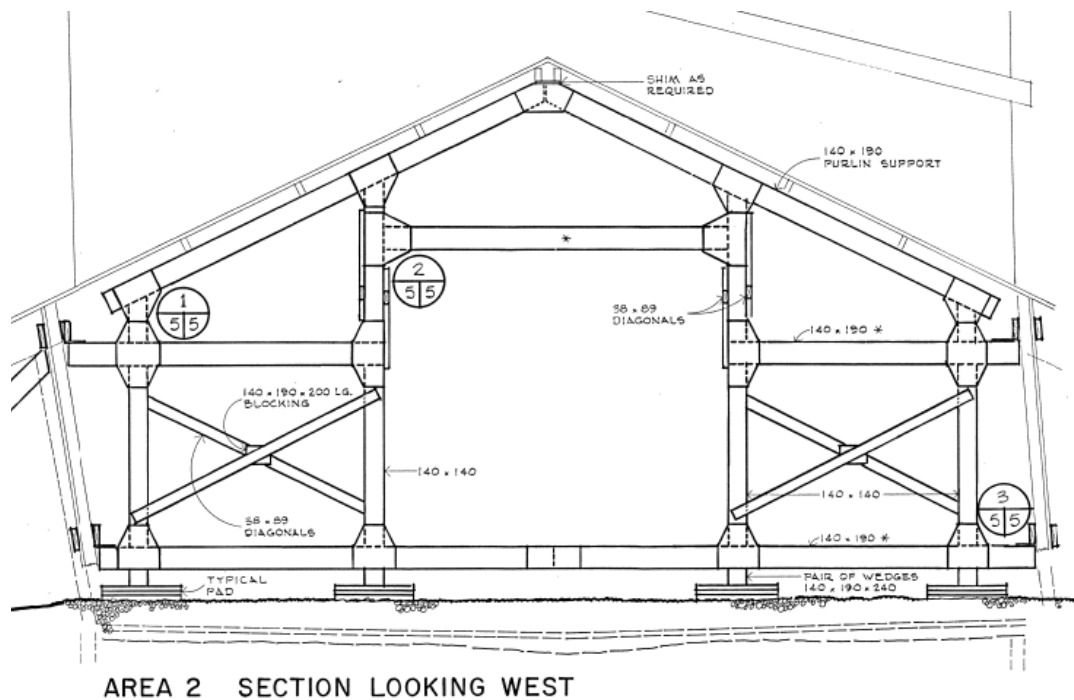 SHIM AS
REQUIRED
140 x 190
PURLIN SUPPORT
*
1
5 5
2
5 5
38 x 89
DIAGONALS
140 x 190 *
140 x 190 x 200 LG.
BLOCKING
140 x 140
38 x 89
DIAGONALS
140 x 140
3
5 5
140 x 190 *
TYPICAL
PAD
PAIR OF WEDGES
140 x 190 x 240
AREA 2 SECTION LOOKING WEST